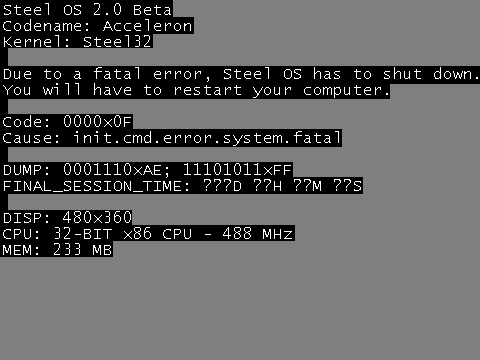 Steel OS 2.0 Beta
Codename: Acceleron
Kernel: Steel32
Due to a fatal error, Steel OS has to shut down.
You will have to restart your computer.
Code: 0000x0F
Cause: init.cmd.error.system.fatal
DUMP: 0001110xAE; 11101011xFF
FINAL_SESSION_TIME: ???D ??H ??M ??S
DISP: 480x360
CPU: 32-BIT x86 CPU - 488 MHz
MEM: 233 MB